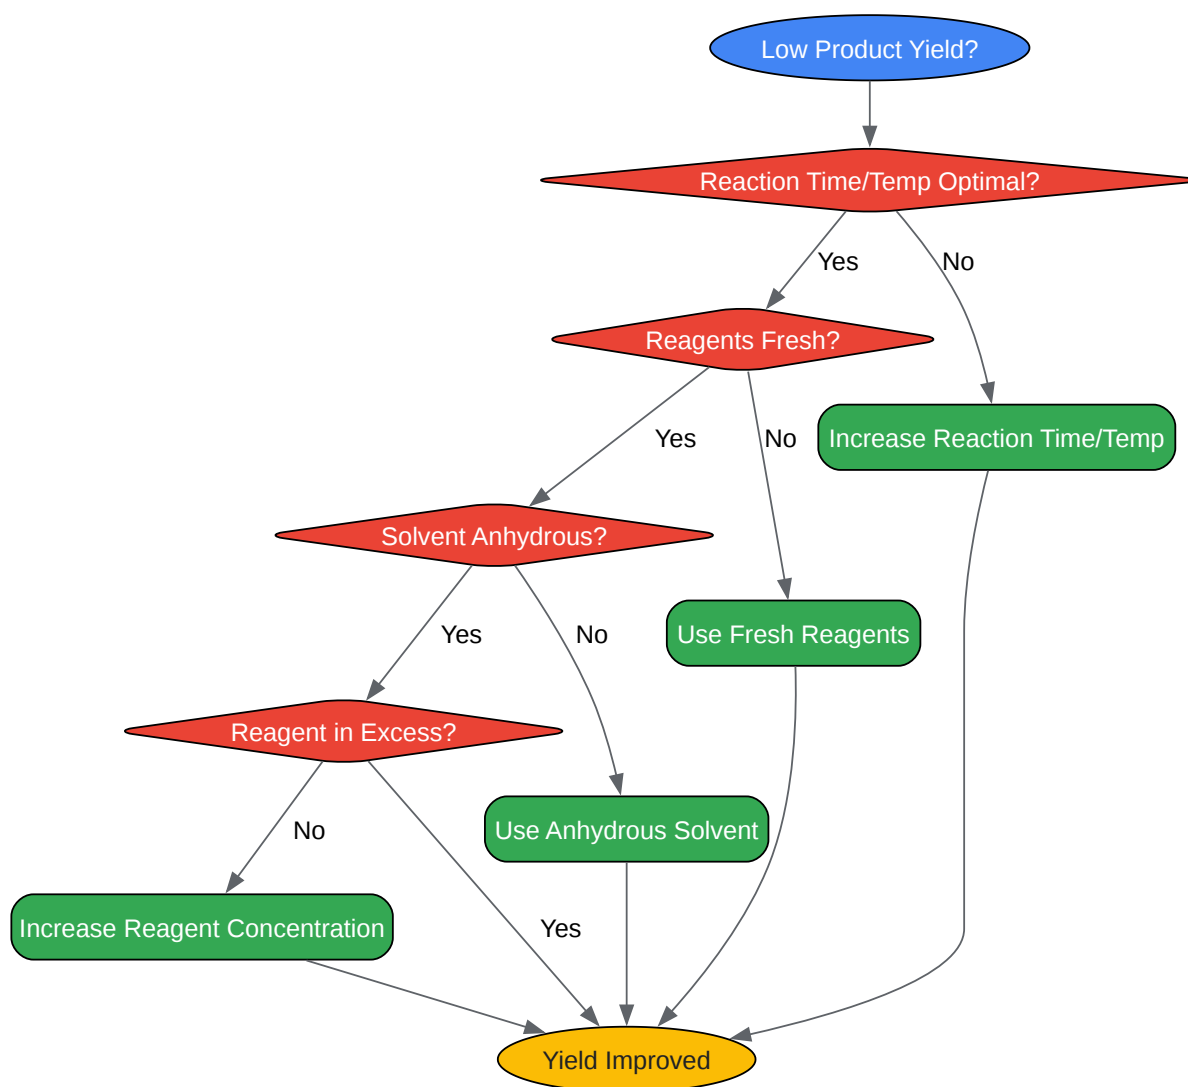 Low Product Yield?
Reaction Time/Temp Optimal?
Yes
No
Reagents Fresh?
Yes
No
Increase Reaction Time/Temp
Solvent Anhydrous?
Yes
No
Use Fresh Reagents
Reagent in Excess?
No
Use Anhydrous Solvent
Increase Reagent Concentration
Yes
Yield Improved